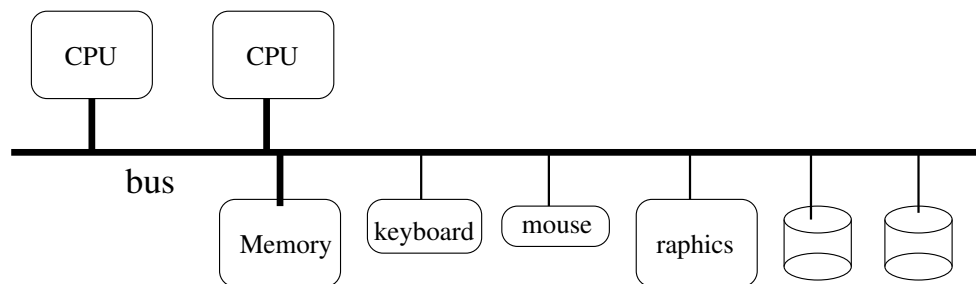 CPU
CPU
bus
Memory
keyboard
mouse
raphics